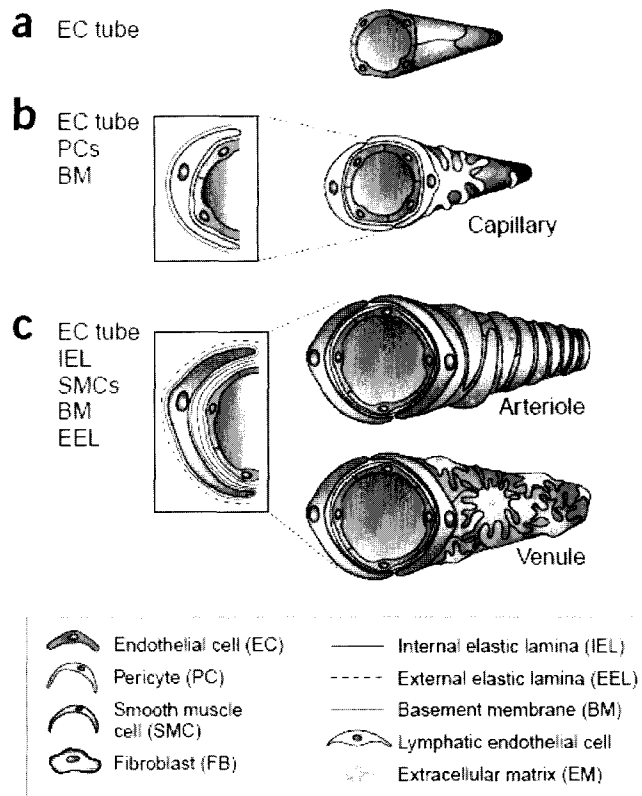 a EC tube
b EC tube
PCs
BM
Capillary
c EC tube
IEL
SMCs
BM
EEL
Arteriole
Venule
Endothelial cell (EC)
Pericyte (PC)
Smooth muscle
cell (SMC)
Fibroblast (FB)
Internal elastic lamina (IEL)
External elastic lamina (EEL)
Basement membrane (BM)
Lymphatic endothelial cell
Extracellular matrix (EM)